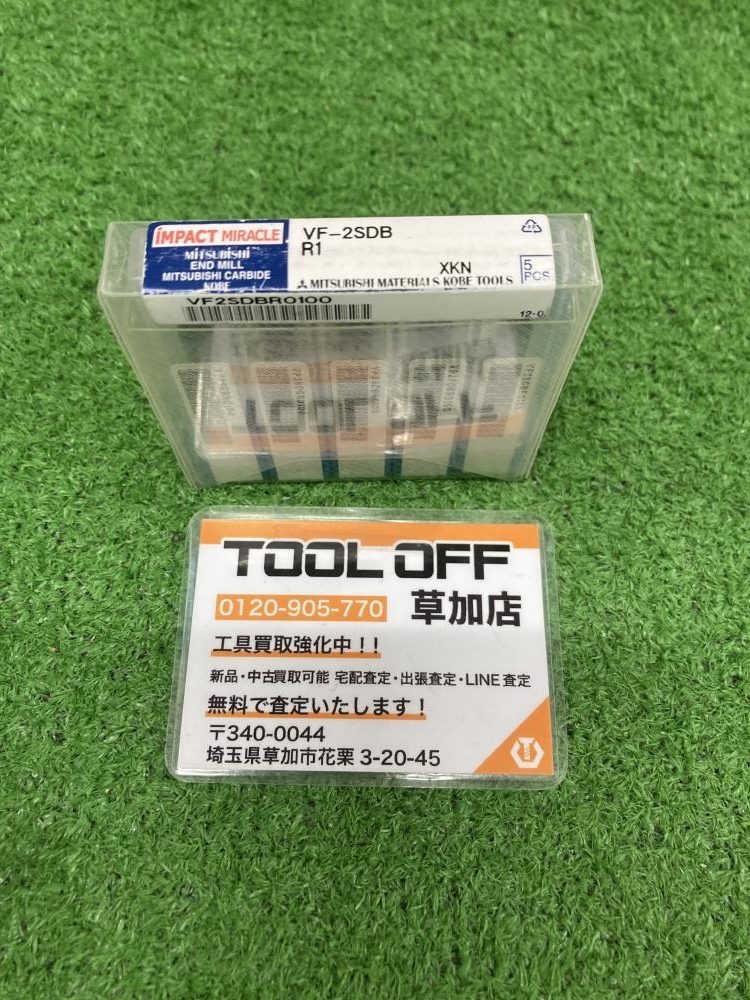 IMPACT MIRACLE
MITSUBISHI
END MILL
MITSUBISHI CARBIDE
KOBE
VF-2SDB
R1
XKN
MITSUBISHI MATERIALS KOBE TOOLS
5
PCS
VF2SDBR0100
12-0
TOOL OFF
0120-905-770 草加店
工具買取強化中!!
新品・中古買取可能 宅配査定・出張査定・LINE査定
無料で査定いたします!
〒340-0044
埼玉県草加市花栗 3-20-45